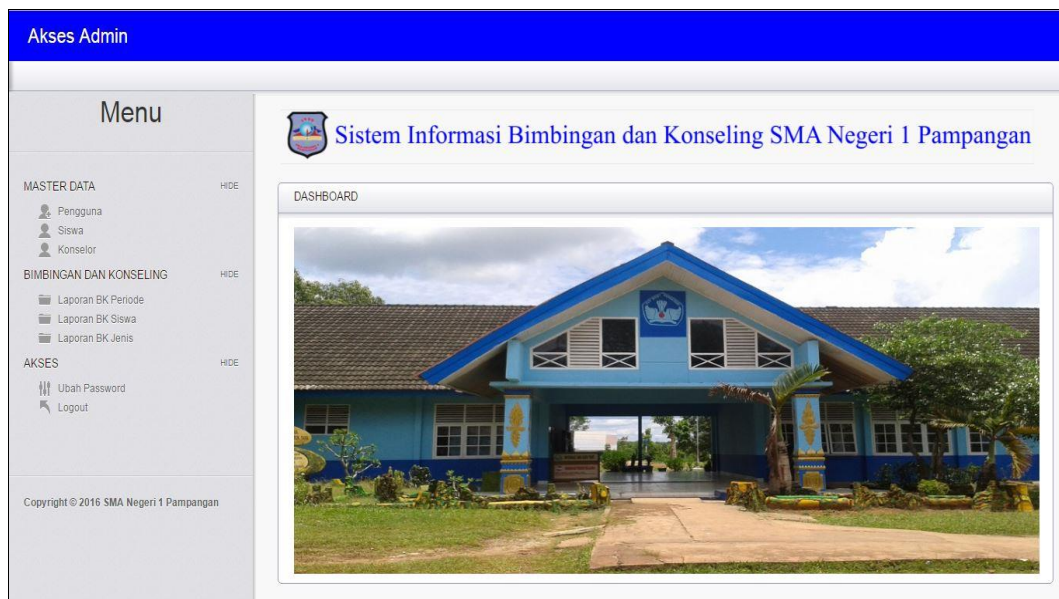 Akses Admin
Menu
MASTER DATA HIDE
Pengguna
Siswa
Konselor
BIMBINGAN DAN KONSELING HIDE
Laporan BK Periode
Laporan BK Siswa
Laporan BK Jenis
AKSES HIDE
Ubah Password
Logout
Copyright © 2016 SMA Negeri 1 Pampangan
Sistem Informasi Bimbingan dan Konseling SMA Negeri 1 Pampangan
DASHBOARD